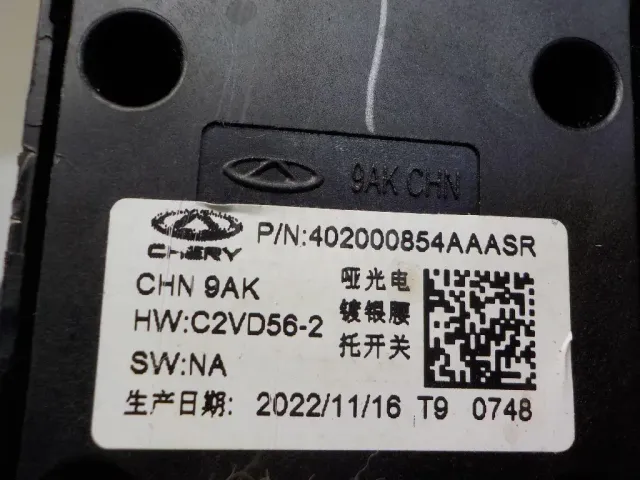 9AK CHN
CHERY
P/N:402000854AAASR
CHN 9AK
HW:C2VD56-2
SW:NA
哑光电
镀银腰
托开关
生产日期: 2022/11/16 T9 0748